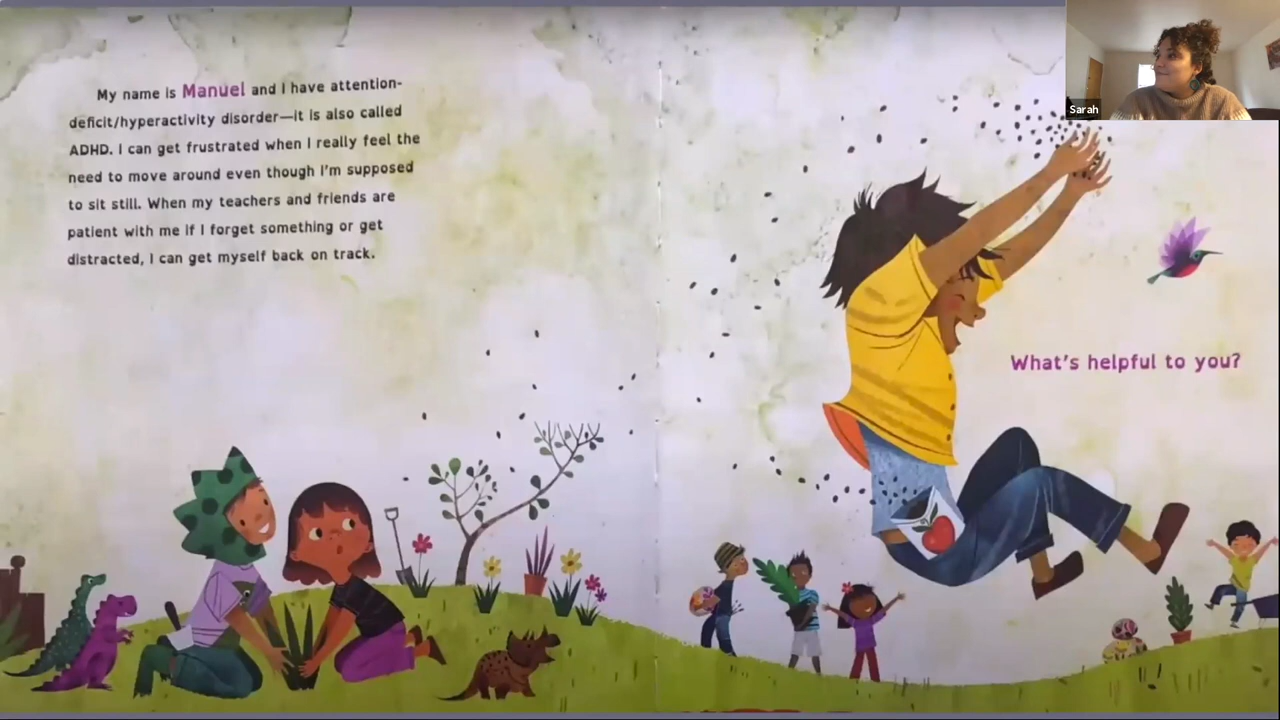 My name is Manuel and I have attention-
deficit/hyperactivity disorder—it is also called
ADHD. I can get frustrated when I really feel the
need to move around even though I'm supposed
to sit still. When my teachers and friends are
patient with me if I forget something or get
distracted, I can get myself back on track.
What's helpful to you?
Sarah